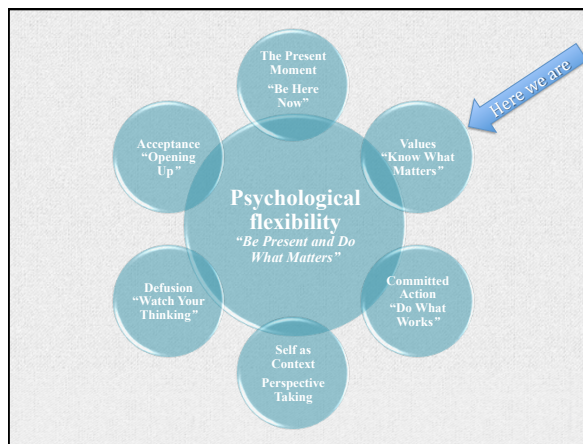 The Present
Moment
“Be Here
Now”
Here we are
Values
“Know What
Matters”
Acceptance
“Opening
Up”
Psychological
flexibility
“Be Present and Do
What Matters”
Defusion
“Watch Your
Thinking”
Committed
Action
“Do What
Works”
Self as
Context
Perspective
Taking